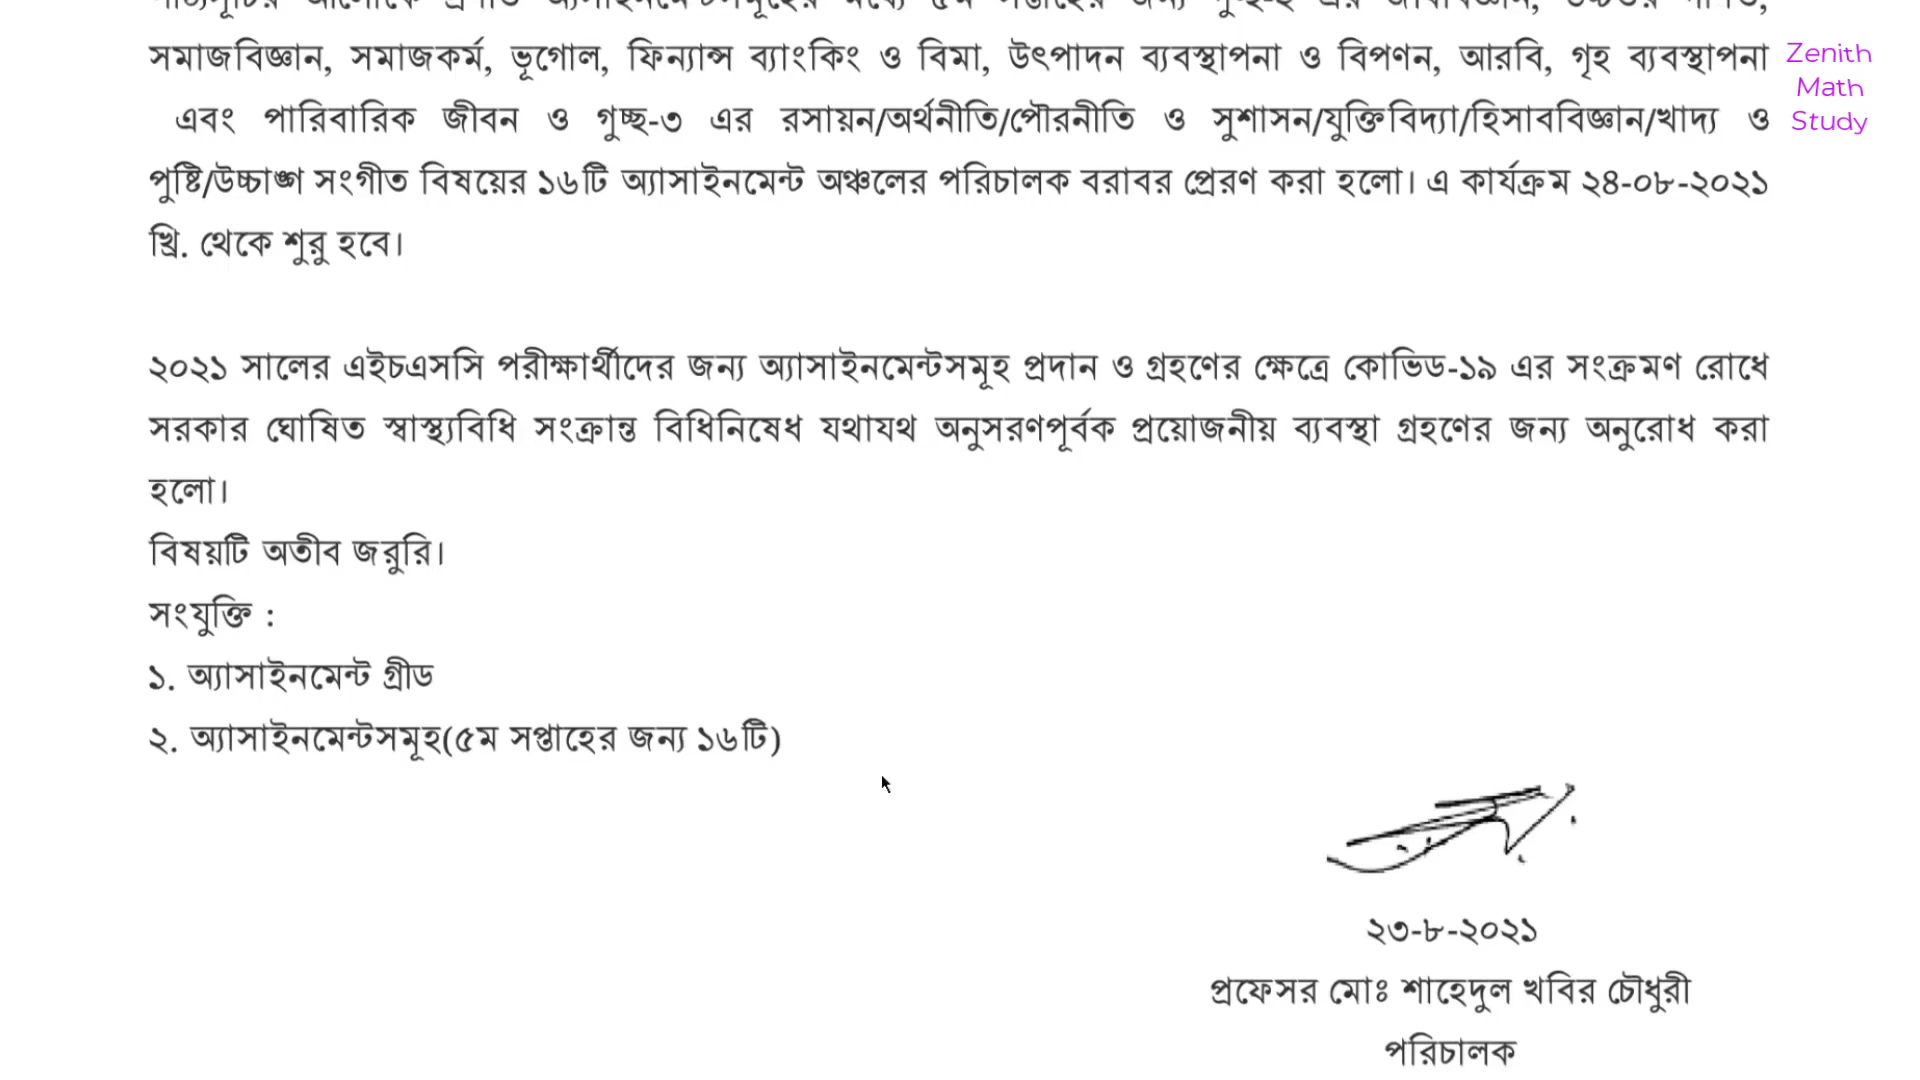 সমাজবিজ্ঞান, সমাজকর্ম, ভূগোল, ফিন্যান্স ব্যাংকিং ও বিমা, উৎপাদন ব্যবস্থাপনা ও বিপণন, আরবি, গৃহ ব্যবস্থাপনা
এবং পারিবারিক জীবন ও গুচ্ছ-৩ এর রসায়ন/অর্থনীতি/পৌরনীতি ও সুশাসন/যুক্তিবিদ্যা/হিসাববিজ্ঞান/খাদ্য ও
পুষ্টি/উচ্চাঙ্গ সংগীত বিষয়ের ১৬টি অ্যাসাইনমেন্ট অঞ্চলের পরিচালক বরাবর প্রেরণ করা হলো। এ কার্যক্রম ২৪-০৮-২০২১
খ্রি. থেকে শুরু হবে।
২০২১ সালের এইচএসসি পরীক্ষার্থীদের জন্য অ্যাসাইনমেন্টসমূহ প্রদান ও গ্রহণের ক্ষেত্রে কোভিড-১৯ এর সংক্রমণ রোধে
সরকার ঘোষিত স্বাস্থ্যবিধি সংক্রান্ত বিধিনিষেধ যথাযথ অনুসরণপূর্বক প্রয়োজনীয় ব্যবস্থা গ্রহণের জন্য অনুরোধ করা
হলো।
বিষয়টি অতীব জরুরি।
সংযুক্তি :
১. অ্যাসাইনমেন্ট গ্রীড
২. অ্যাসাইনমেন্টসমূহ(৫ম সপ্তাহের জন্য ১৬টি)
২৩-৮-২০২১
প্রফেসর মোঃ শাহেদুল খবির চৌধুরী
পরিচালক
Zenith
Math
Study